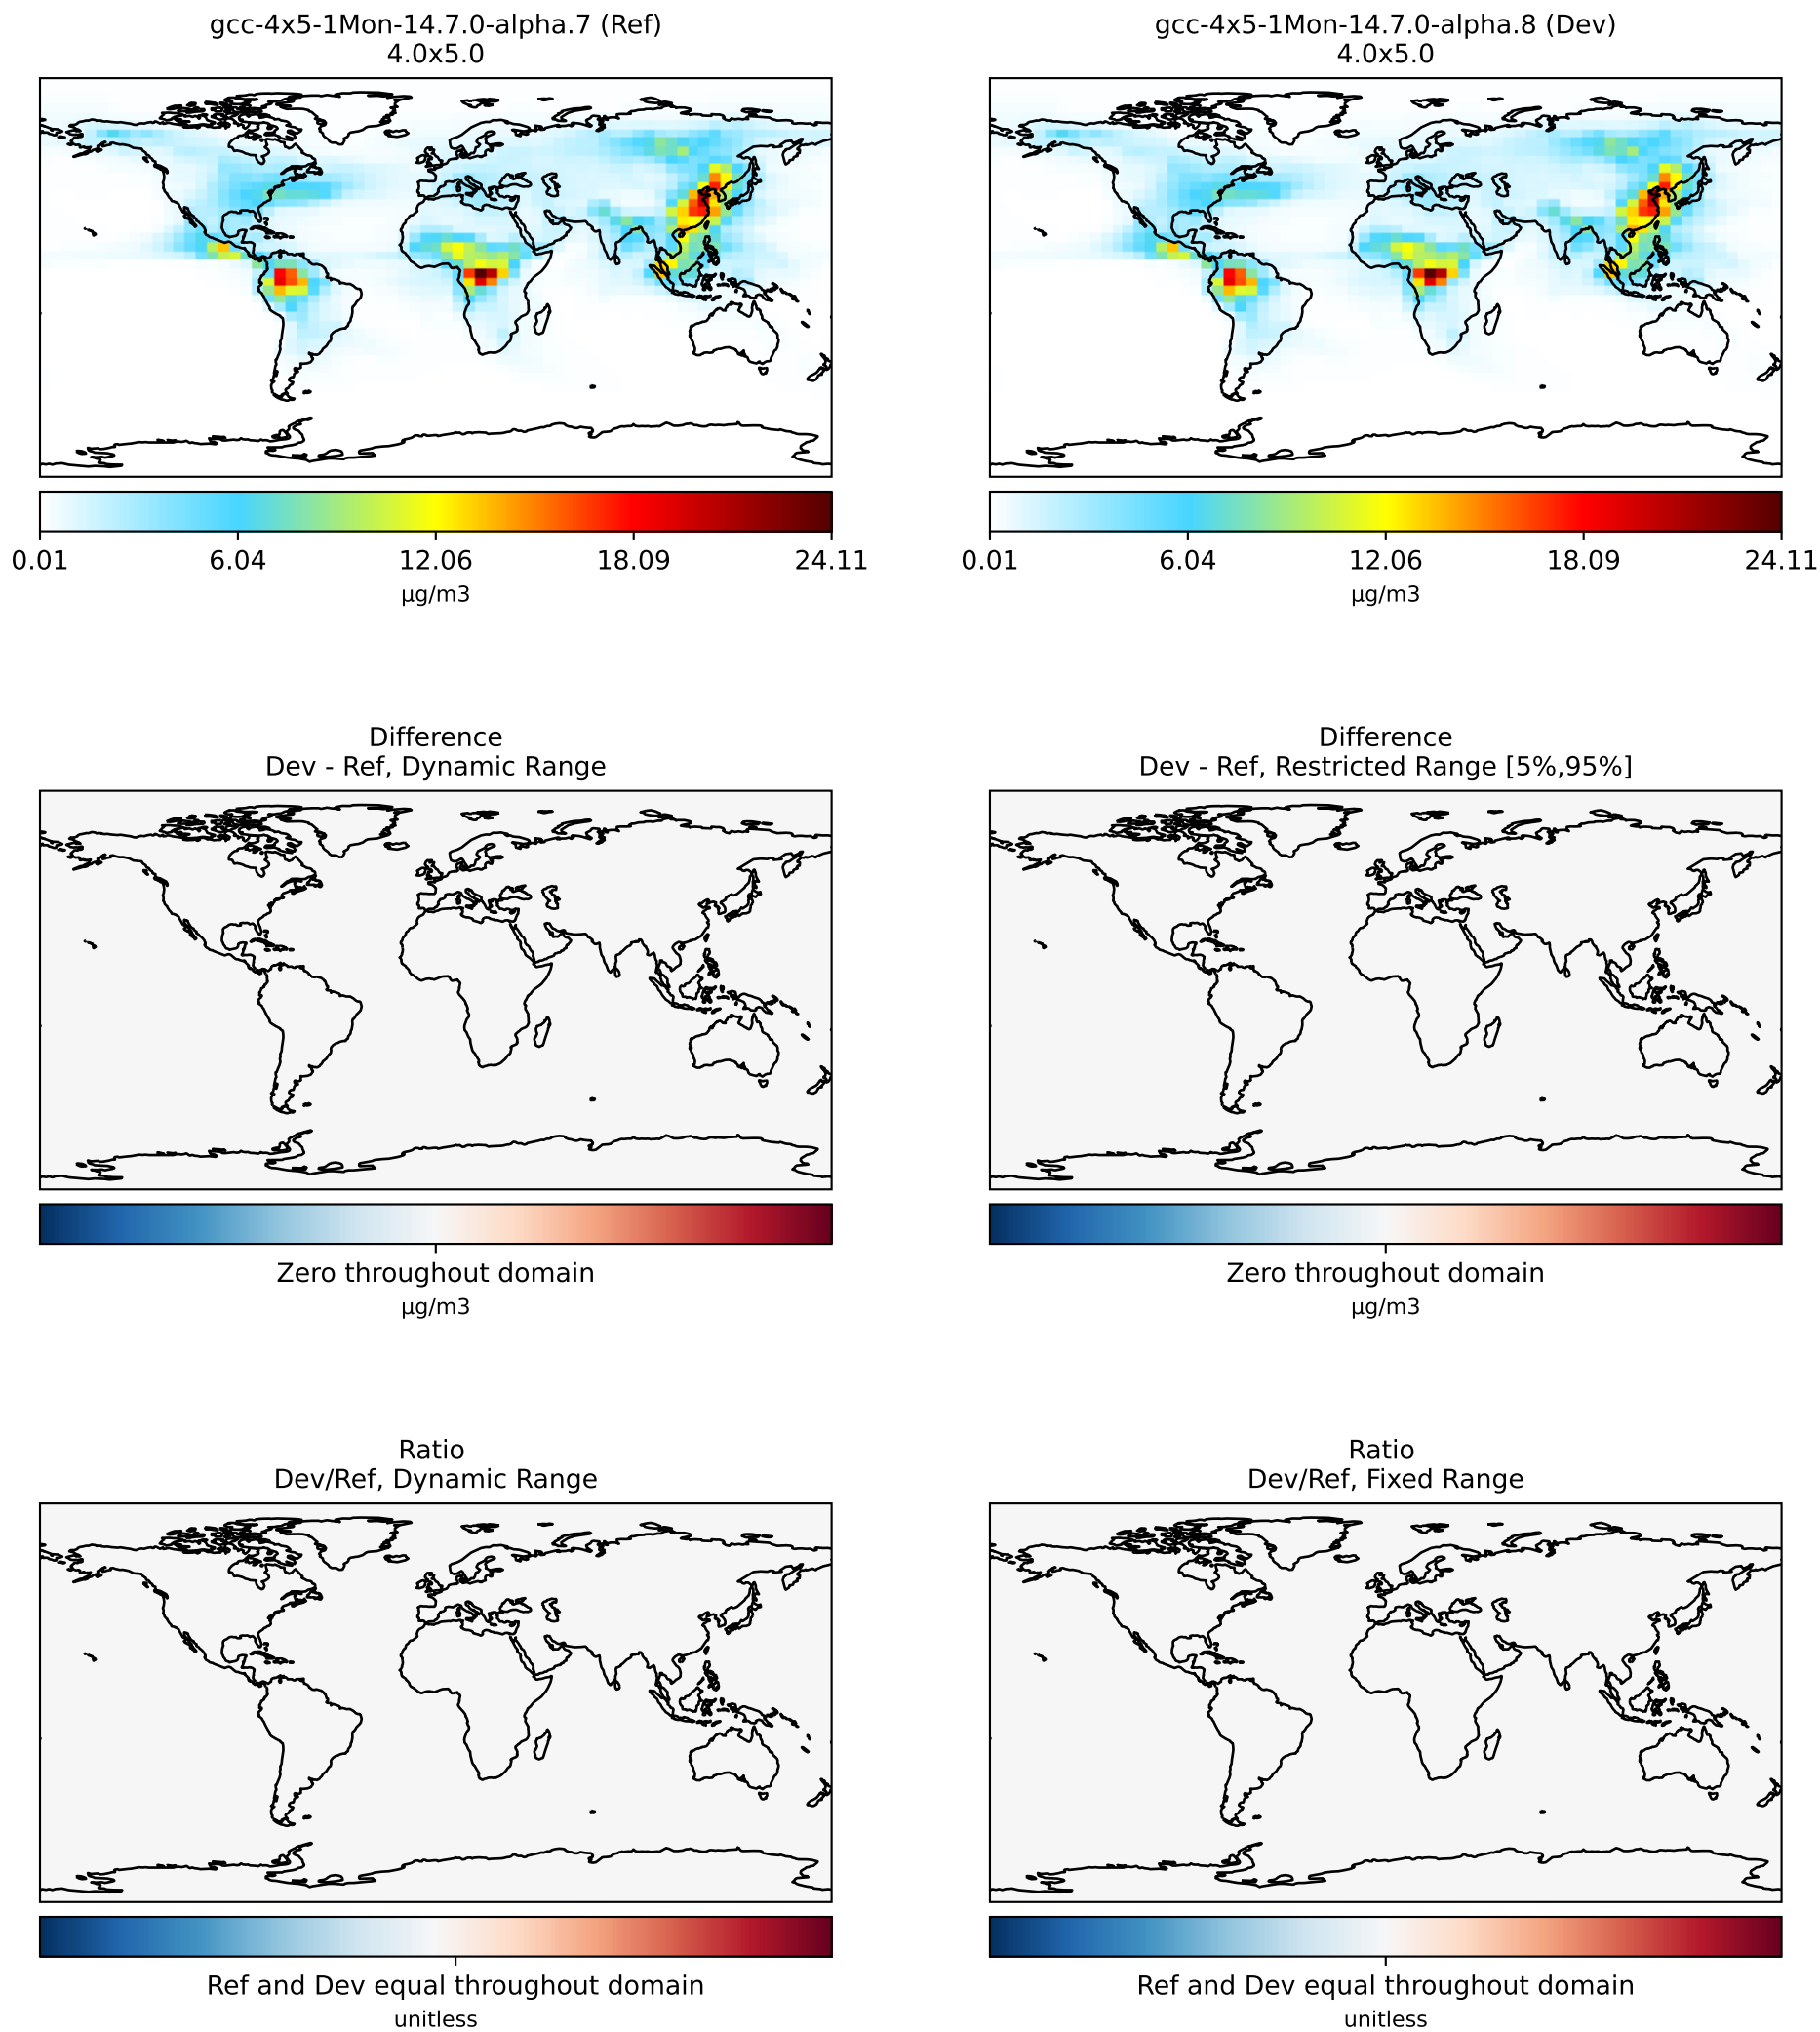 gcc-4x5-1Mon-14.7.0-alpha.7 (Ref)
4.0x5.0
gcc-4x5-1Mon-14.7.0-alpha.8 (Dev)
4.0x5.0
0.01 6.04 12.06 18.09 24.11
μg/m3
0.01 6.04 12.06 18.09 24.11
μg/m3
Difference
Dev - Ref, Dynamic Range
Difference
Dev - Ref, Restricted Range [5%,95%]
Zero throughout domain
μg/m3
Zero throughout domain
μg/m3
Ratio
Dev/Ref, Dynamic Range
Ratio
Dev/Ref, Fixed Range
Ref and Dev equal throughout domain
unitless
Ref and Dev equal throughout domain
unitless